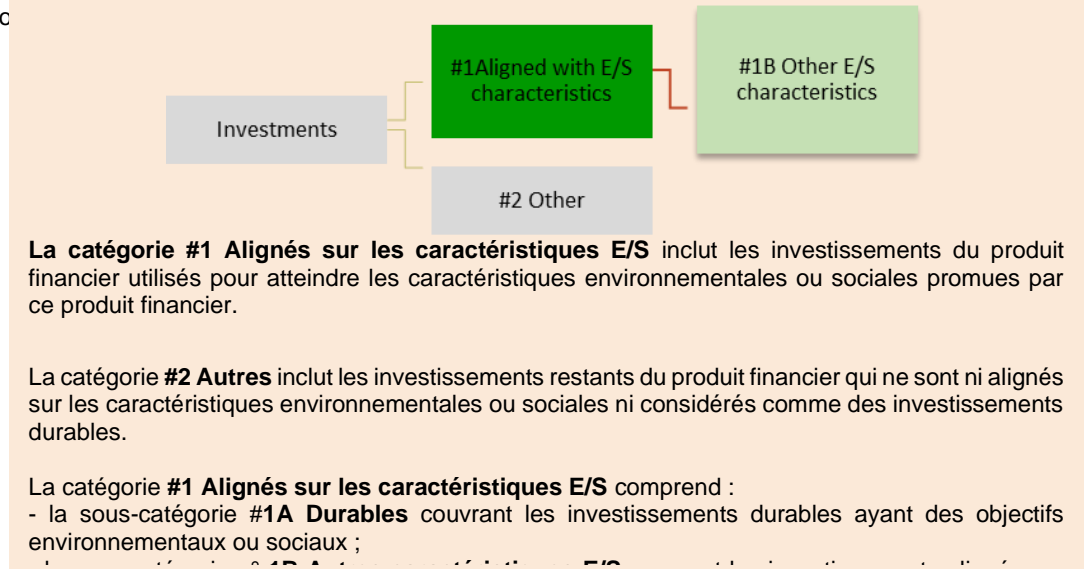 #1Aligned with E/S
characteristics
#1B Other E/S
characteristics
Investments
#2 Other
La catégorie #1 Alignés sur les caractéristiques E/S inclut les investissements du produit
financier utilisés pour atteindre les caractéristiques environnementales ou sociales promues par
ce produit financier.
La catégorie #2 Autres inclut les investissements restants du produit financier qui ne sont ni alignés
sur les caractéristiques environnementales ou sociales ni considérés comme des investissements
durables.
La catégorie #1 Alignés sur les caractéristiques E/S comprend :
- la sous-catégorie #1A Durables couvrant les investissements durables ayant des objectifs
environnementaux ou sociaux ;